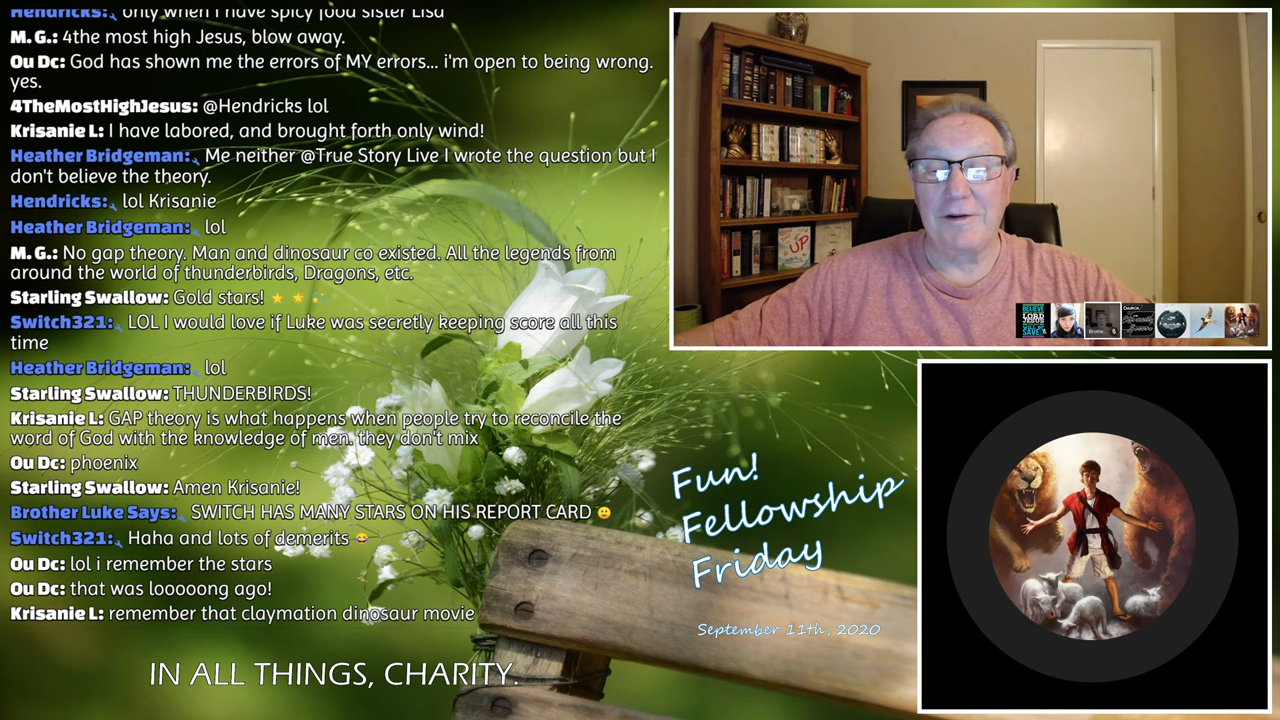 Hendricks: only when i have spicy food sister Lisa
M. G.: 4the most high Jesus, blow away.
Ou Dc: God has shown me the errors of MY errors... i'm open to being wrong.
yes.
4TheMostHighJesus: @Hendricks lol
Krisanie L: I have labored, and brought forth only wind!
Heather Bridgeman: Me neither @True Story Live I wrote the question but I
don't believe the theory.
Hendricks: lol Krisanie
Heather Bridgeman: lol
M. G.: No gap theory. Man and dinosaur co existed. All the legends from
around the world of thunderbirds, Dragons, etc.
Starling Swallow: Gold stars! ⭐ ⭐
Switch321: LOL I would love if Luke was secretly keeping score all this
time
Heather Bridgeman: lol
Starling Swallow: THUNDERBIRDS!
Krisanie L: GAP theory is what happens when people try to reconcile the
word of God with the knowledge of men. they don't mix
Ou Dc: phoenix
Starling Swallow: Amen Krisanie!
Brother Luke Says: SWITCH HAS MANY STARS ON HIS REPORT CARD 🙂
Switch321: Haha and lots of demerits 😂
Ou Dc: lol i remember the stars
Ou Dc: that was looooong ago!
Krisanie L: remember that claymation dinosaur movie
IN ALL THINGS, CHARITY.
UP
BELIEVE
LORD
JESUS
WILL BE
SAVE
Brothe...
CHURCH
Fun!
Fellowship
Friday
September 11th, 2020